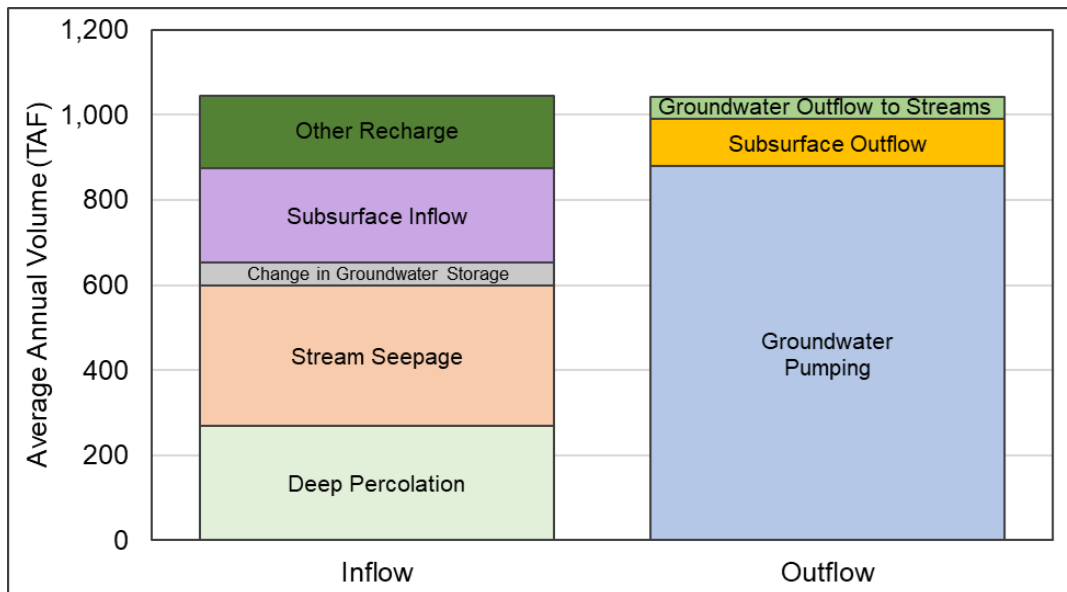 Average Annual Volume (TAF)
1,200
1,000
800
600
400
200
0
Other Recharge
Subsurface Inflow
Change in Groundwater Storage
Stream Seepage
Deep Percolation
Groundwater Outflow to Streams
Subsurface Outflow
Groundwater
Pumping
Inflow
Outflow